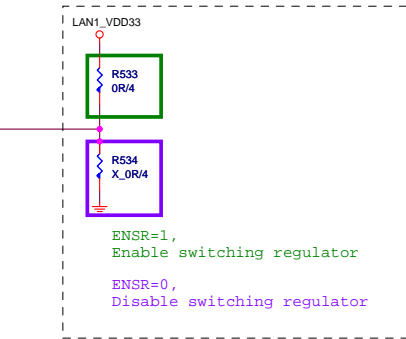 LAN1_VDD33
R533
0R/4
R534
X_0R/4
ENSR=1,
Enable switching regulator
ENSR=0,
Disable switching regulator